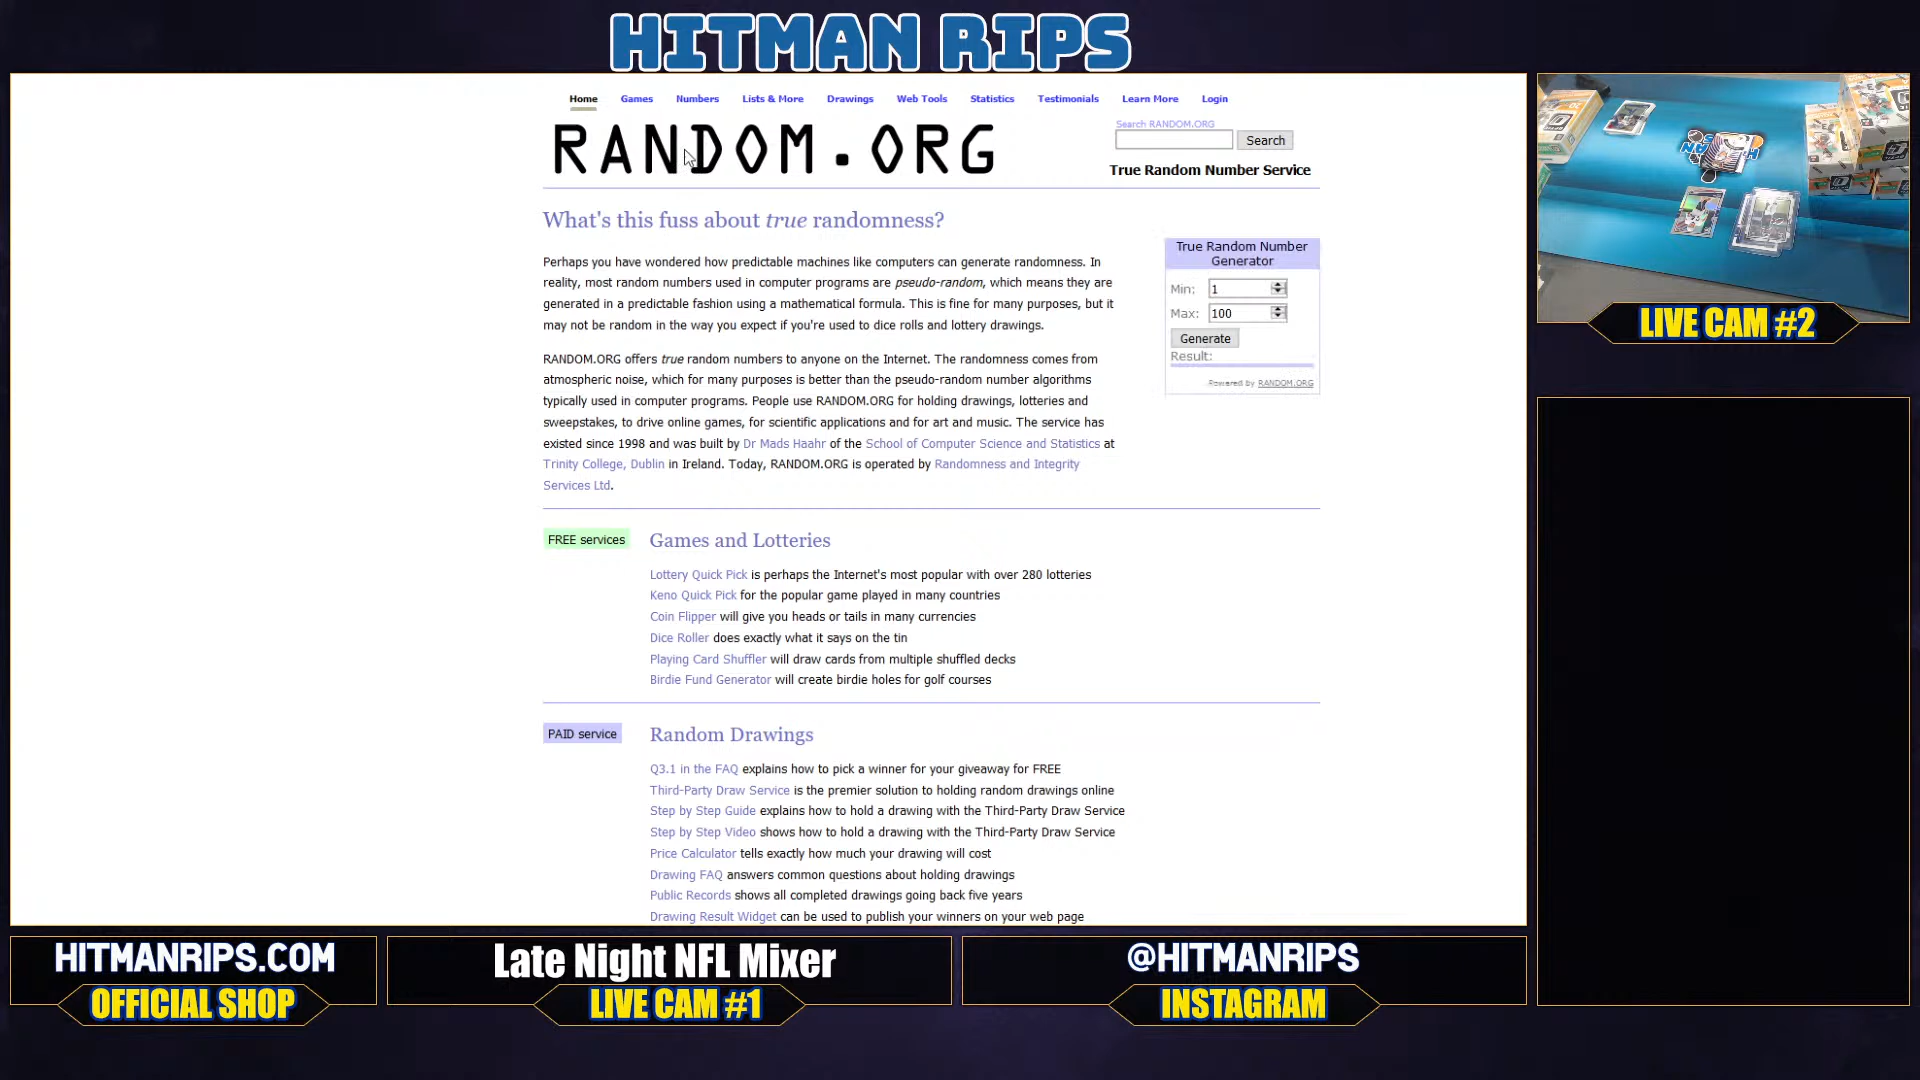 HITMAN RIPS
Home Games Numbers Lists & More Drawings Web Tools Statistics Testimonials Learn More Login
RANDOM.ORG
Search RANDOM.ORG
Search
True Random Number Service
What's this fuss about true randomness?
Perhaps you have wondered how predictable machines like computers can generate randomness. In
reality, most random numbers used in computer programs are pseudo-random, which means they are
generated in a predictable fashion using a mathematical formula. This is fine for many purposes, but it
may not be random in the way you expect if you're used to dice rolls and lottery drawings.
RANDOM.ORG offers true random numbers to anyone on the Internet. The randomness comes from
atmospheric noise, which for many purposes is better than the pseudo-random number algorithms
typically used in computer programs. People use RANDOM.ORG for holding drawings, lotteries and
sweepstakes, to drive online games, for scientific applications and for art and music. The service has
existed since 1998 and was built by Dr Mads Haahr of the School of Computer Science and Statistics at
Trinity College, Dublin in Ireland. Today, RANDOM.ORG is operated by Randomness and Integrity
Services Ltd.
True Random Number
Generator
Min: 1
Max: 100
Generate
Result:
Powered by RANDOM.ORG
FREE services
Games and Lotteries
Lottery Quick Pick is perhaps the Internet's most popular with over 280 lotteries
Keno Quick Pick for the popular game played in many countries
Coin Flipper will give you heads or tails in many currencies
Dice Roller does exactly what it says on the tin
Playing Card Shuffler will draw cards from multiple shuffled decks
Birdie Fund Generator will create birdie holes for golf courses
PAID service
Random Drawings
Q3.1 in the FAQ explains how to pick a winner for your giveaway for FREE
Third-Party Draw Service is the premier solution to holding random drawings online
Step by Step Guide explains how to hold a drawing with the Third-Party Draw Service
Step by Step Video shows how to hold a drawing with the Third-Party Draw Service
Price Calculator tells exactly how much your drawing will cost
Drawing FAQ answers common questions about holding drawings
Public Records shows all completed drawings going back five years
Drawing Result Widget can be used to publish your winners on your web page
LIVE CAM #2
HITMANRIPS.COM
OFFICIAL SHOP
Late Night NFL Mixer
LIVE CAM #1
@HITMANRIPS
INSTAGRAM